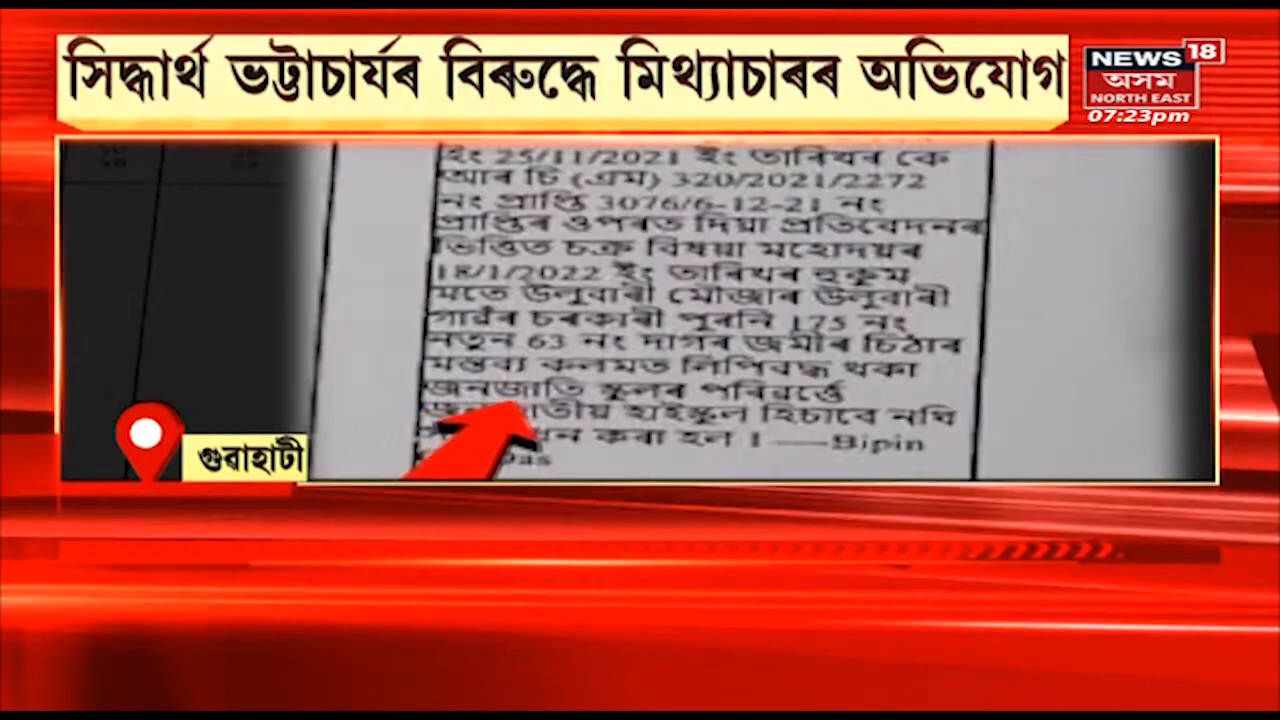 সিদ্ধাৰ্থ ভট্টাচাৰ্যৰ বিৰুদ্ধে মিথ্যাচাৰৰ অভিযোগ
NEWS 18
অসম
NORTH EAST
07:23pm
ইং 25/11/2021 ইং তাৰিখৰ কে
আৰ চি (এম) 320/2021/2272
নং প্ৰাপ্তি 3076/6-12-21 নং
প্ৰাপ্তিৰ ওপৰত দিয়া প্ৰতিবেদনৰ
ভিত্তিত চক্ৰ বিষয়া মহোদয়ৰ
18/1/2022 ইং তাৰিখৰ হুকুম
মতে উলুবাৰী মৌজাৰ উলুবাৰী
গাৱঁৰ চৰকাৰী পুৰনি 175 নং
নতুন 63 নং দাগৰ জমীৰ চিঠাৰ
মন্তব্য কলমত লিপিবদ্ধ থকা
জনজাতি স্কুলৰ পৰিৱৰ্ত্তে
হাইস্কুল হিচাবে নথি
কৰা হল । —Bipin
গুৱাহাটী